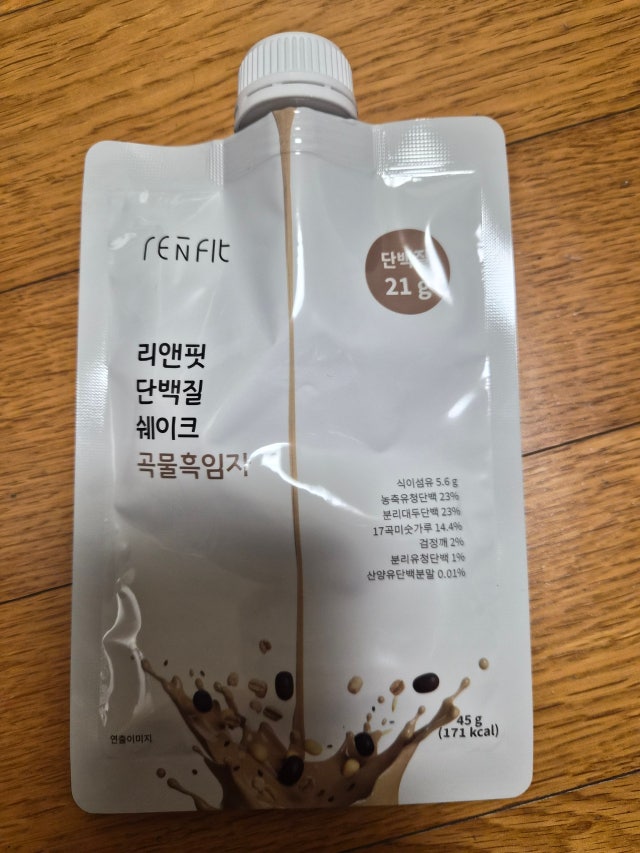 renFit
단백질
21 g
리앤핏
단백질
쉐이크
곡물흑임자
식이섬유 5.6 g
농축유청단백 23%
분리대두단백 23%
17곡미숫가루 14.4%
검정깨 2%
분리유청단백 1%
산양유단백분말 0.01%
연출이미지
45 g
(171 kcal)